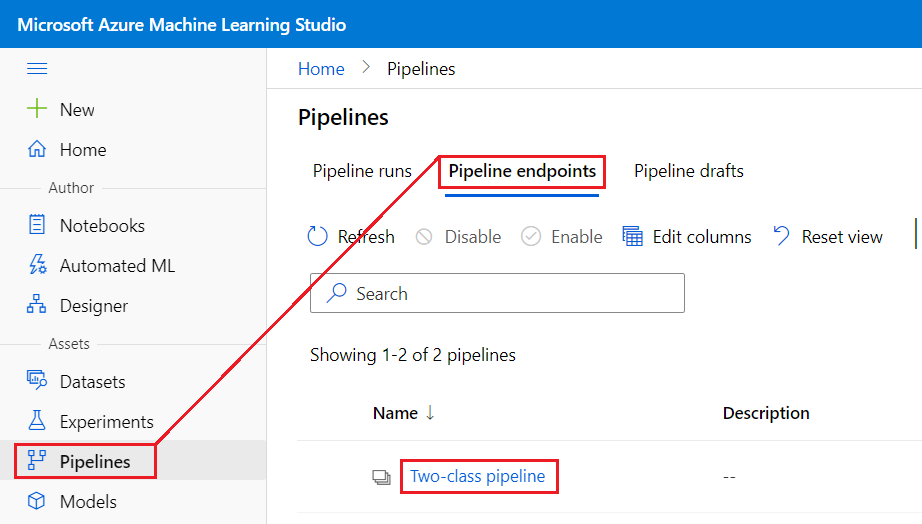 Microsoft Azure Machine Learning Studio
Home > Pipelines
New
Home
Author
Notebooks
Automated ML
Designer
Assets
Datasets
Experiments
Pipelines
Models
Pipelines
Pipeline runs Pipeline endpoints Pipeline drafts
Refresh Disable Enable Edit columns Reset view
Search
Showing 1-2 of 2 pipelines
Name ↓ Description
Two-class pipeline --